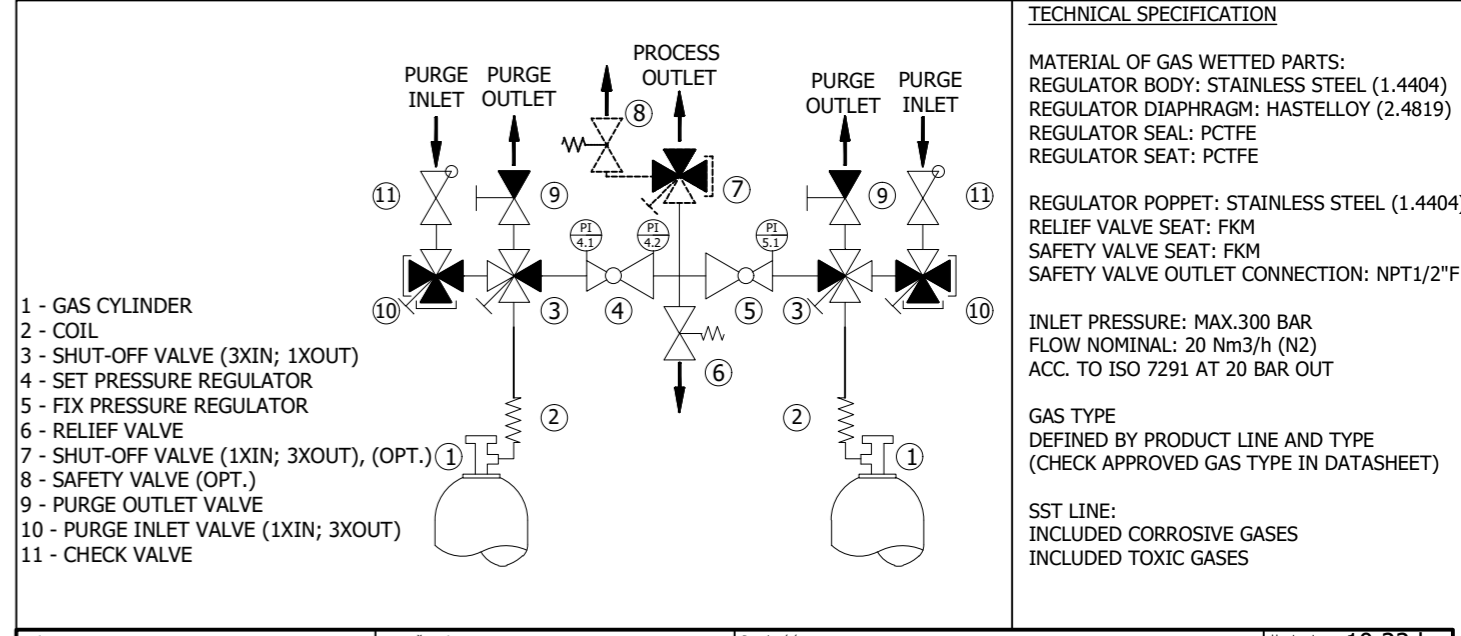 PROCESS
OUTLET
PURGE
INLET
PURGE
OUTLET
PURGE
OUTLET
PURGE
INLET
8
7
11
9
9
11
PI
4.1
PI
4.2
PI
5.1
10
3
4
5
3
10
6
2
2
1
1
1 - GAS CYLINDER
2 - COIL
3 - SHUT-OFF VALVE (3XIN; 1XOUT)
4 - SET PRESSURE REGULATOR
5 - FIX PRESSURE REGULATOR
6 - RELIEF VALVE
7 - SHUT-OFF VALVE (1XIN; 3XOUT), (OPT.)
8 - SAFETY VALVE (OPT.)
9 - PURGE OUTLET VALVE
10 - PURGE INLET VALVE (1XIN; 3XOUT)
11 - CHECK VALVE
TECHNICAL SPECIFICATION
MATERIAL OF GAS WETTED PARTS:
REGULATOR BODY: STAINLESS STEEL (1.4404)
REGULATOR DIAPHRAGM: HASTELLOY (2.4819)
REGULATOR SEAL: PCTFE
REGULATOR SEAT: PCTFE
REGULATOR POPPET: STAINLESS STEEL (1.4404)
RELIEF VALVE SEAT: FKM
SAFETY VALVE SEAT: FKM
SAFETY VALVE OUTLET CONNECTION: NPT1/2"F
INLET PRESSURE: MAX.300 BAR
FLOW NOMINAL: 20 Nm3/h (N2)
ACC. TO ISO 7291 AT 20 BAR OUT
GAS TYPE
DEFINED BY PRODUCT LINE AND TYPE
(CHECK APPROVED GAS TYPE IN DATASHEET)
SST LINE:
INCLUDED CORROSIVE GASES
INCLUDED TOXIC GASES